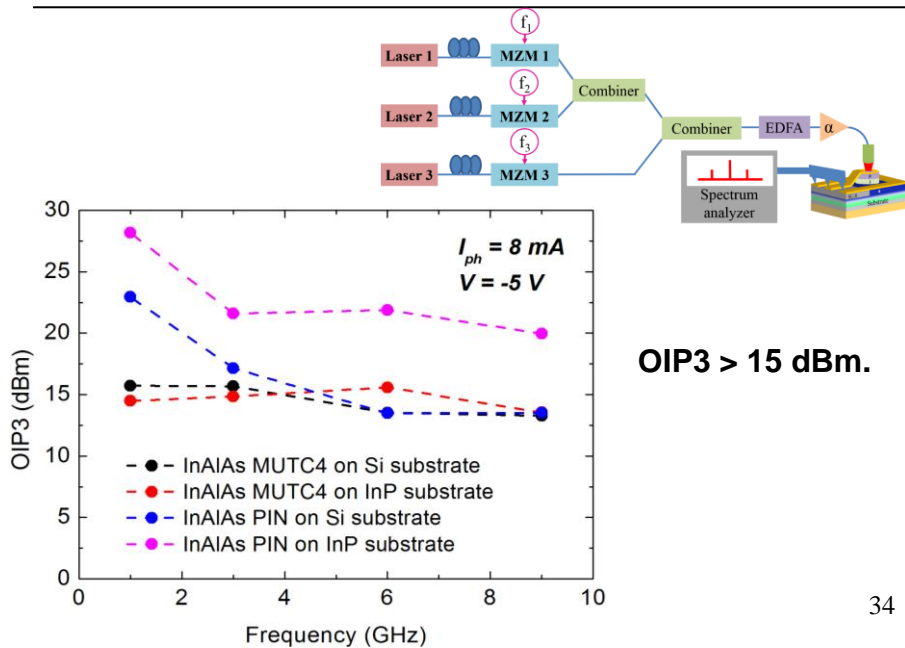 f1
Laser 1
MZM 1
f2
Combiner
Laser 2
MZM 2
Combiner
EDFA
α
f3
Laser 3
MZM 3
Spectrum
analyzer
Substrate
30
25
20
15
10
5
0
OIP3 (dBm)
Iph = 8 mA
V = -5 V
InAlAs MUTC4 on Si substrate
InAlAs MUTC4 on InP substrate
InAlAs PIN on Si substrate
InAlAs PIN on InP substrate
0 2 4 6 8 10
Frequency (GHz)
OIP3 > 15 dBm.
34